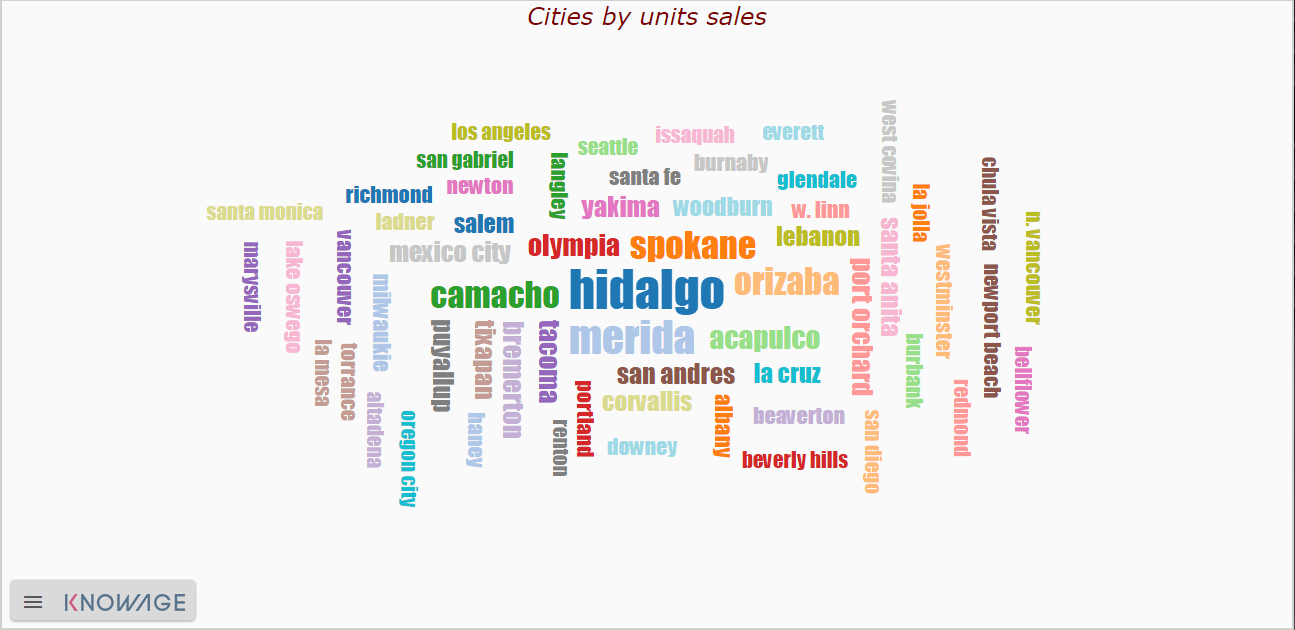 Cities by units sales
west covina
los angeles
seattle
issaquah
everett
san gabriel
langley
burnaby
chula vista
santa fe
glendale
richmond
newton
la jolla
yakima
woodburn
w. linn
santa monica
ladner
salem
n. vancouver
santa anita
marysville
lake oswego
vancouver
mexico city
olympia
spokane
lebanon
westminster
port orchard
newport beach
milwaukie
camacho
hidalgo
orizaba
puyallup
tixapan
bremerton
tacoma
merida
acapulco
burbank
bellflower
la mesa
torrance
san andres
la cruz
redmond
altadena
portland
corvallis
albany
beaverton
san diego
oregon city
haney
renton
downey
beverly hills
KNOWAGE